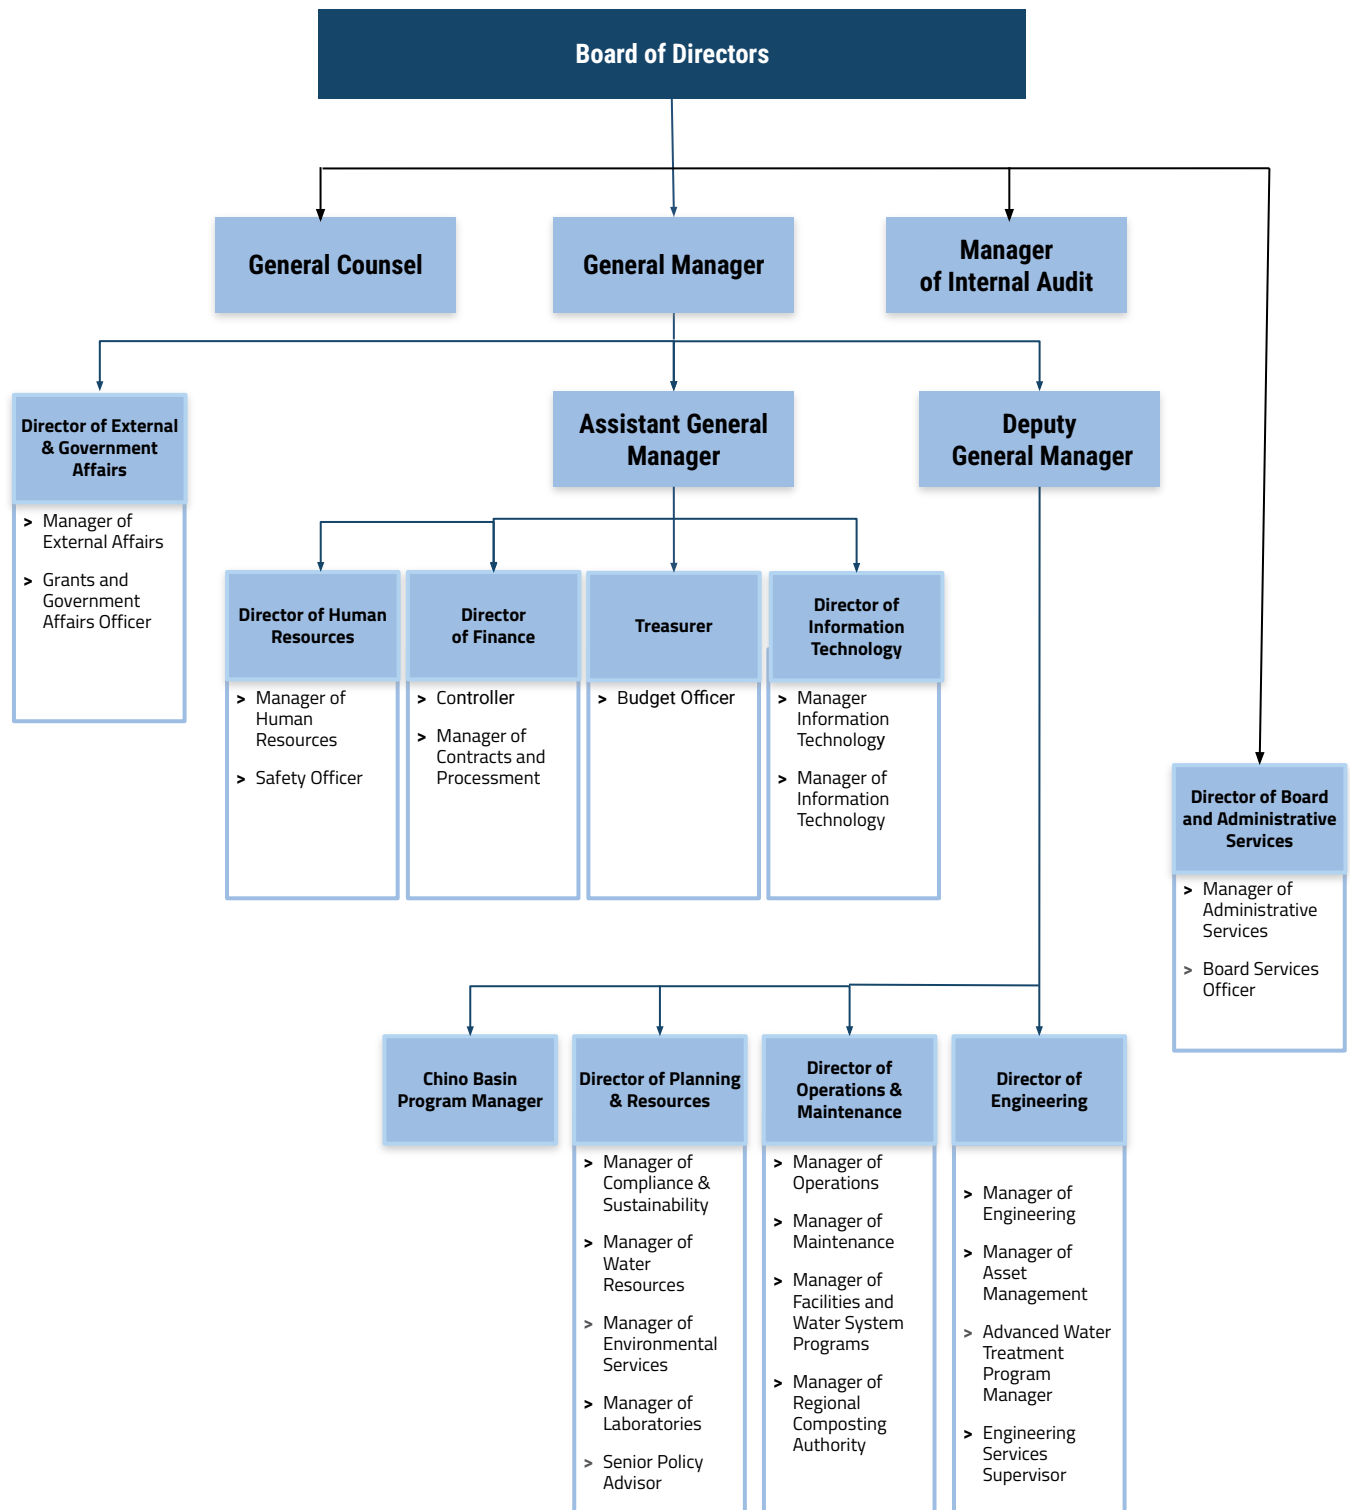 Board of Directors
General Counsel
General Manager
Manager
of Internal Audit
Director of External
& Government
Affairs
> Manager of
External Affairs
> Grants and
Government
Affairs Officer
Assistant General
Manager
Deputy
General Manager
Director of Human
Resources
> Manager of
Human
Resources
> Safety Officer
Director
of Finance
> Controller
> Manager of
Contracts and
Processment
Treasurer
> Budget Officer
Director of
Information
Technology
> Manager
Information
Technology
> Manager of
Information
Technology
Director of Board
and Administrative
Services
> Manager of
Administrative
Services
> Board Services
Officer
Chino Basin
Program Manager
Director of Planning
& Resources
> Manager of
Compliance &
Sustainability
> Manager of
Water
Resources
> Manager of
Environmental
Services
> Manager of
Laboratories
> Senior Policy
Advisor
Director of
Operations &
Maintenance
> Manager of
Operations
> Manager of
Maintenance
> Manager of
Facilities and
Water System
Programs
> Manager of
Regional
Composting
Authority
Director of
Engineering
> Manager of
Engineering
> Manager of
Asset
Management
> Advanced Water
Treatment
Program
Manager
> Engineering
Services
Supervisor